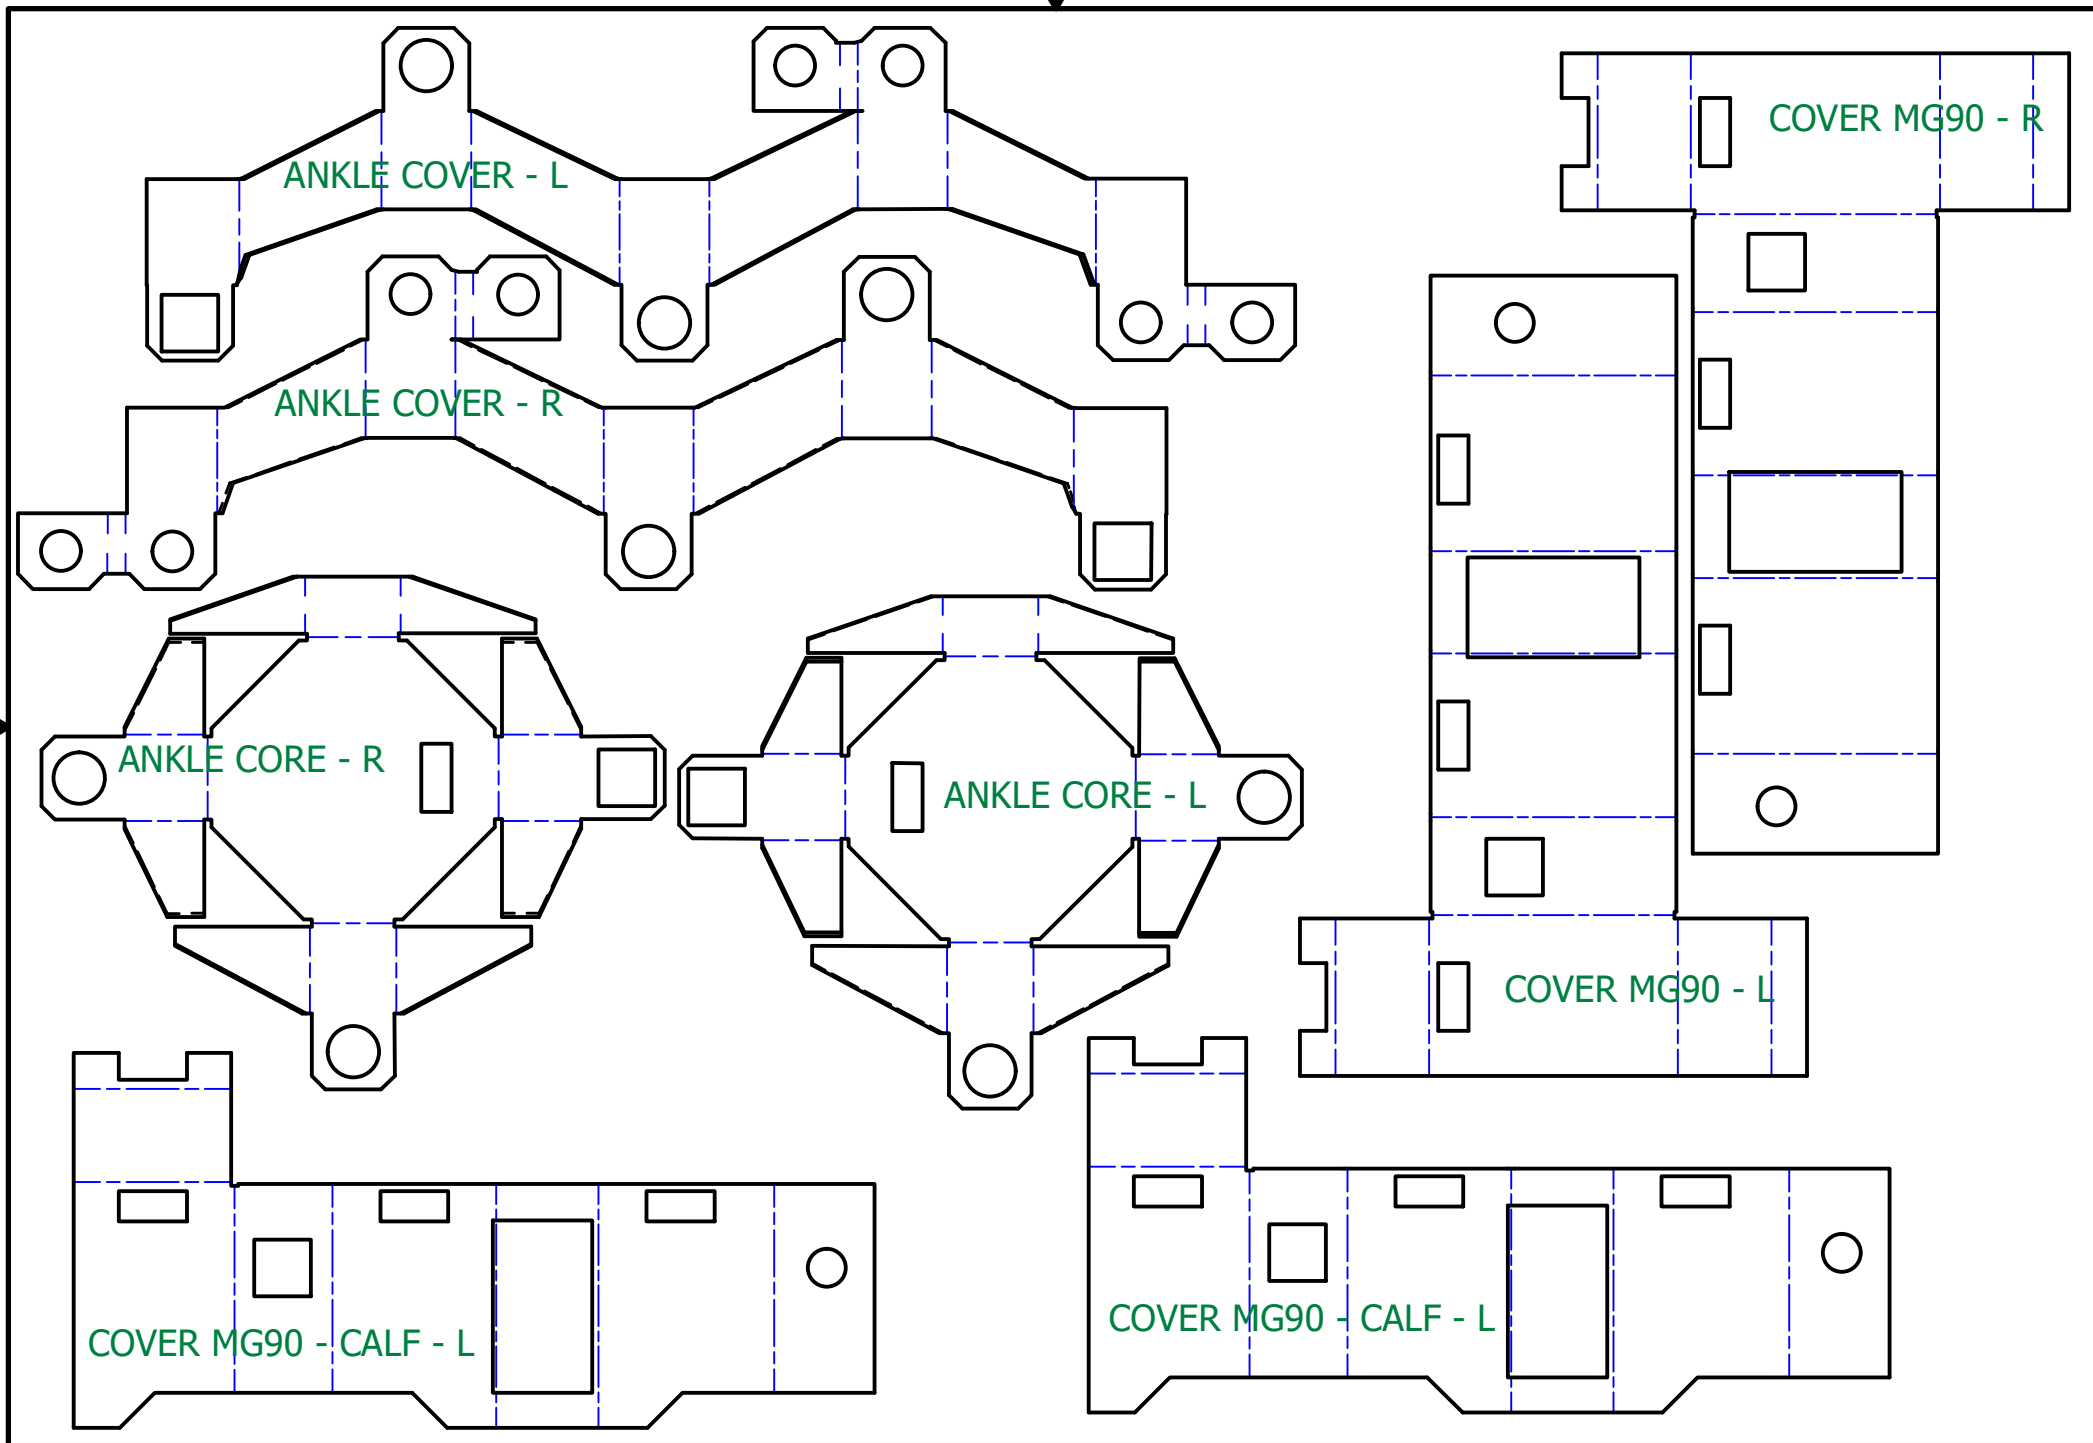 COVER MG90 - R
ANKLE COVER - L
ANKLE COVER - R
ANKLE CORE - R
ANKLE CORE - L
COVER MG90 - L
COVER MG90 - CALF - L
COVER MG90 - CALF - L